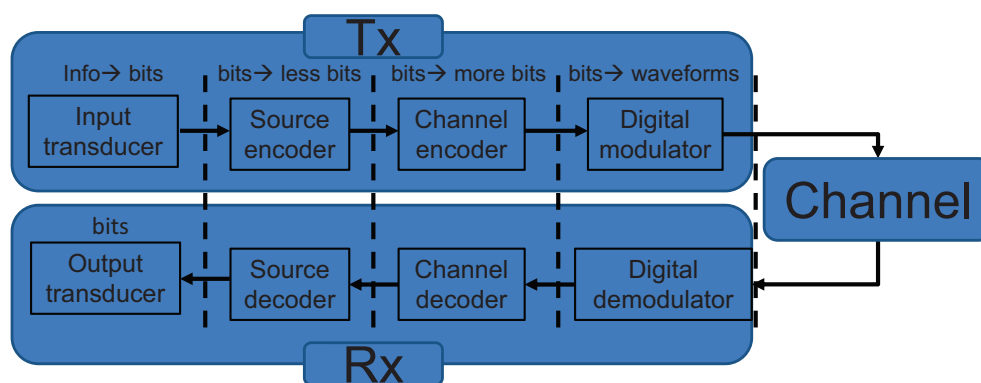 Tx
Info→ bits
bits→ less bits
bits→ more bits
bits→ waveforms
Input
transducer
Source
encoder
Channel
encoder
Digital
modulator
Channel
bits
Output
transducer
Source
decoder
Channel
decoder
Digital
demodulator
Rx